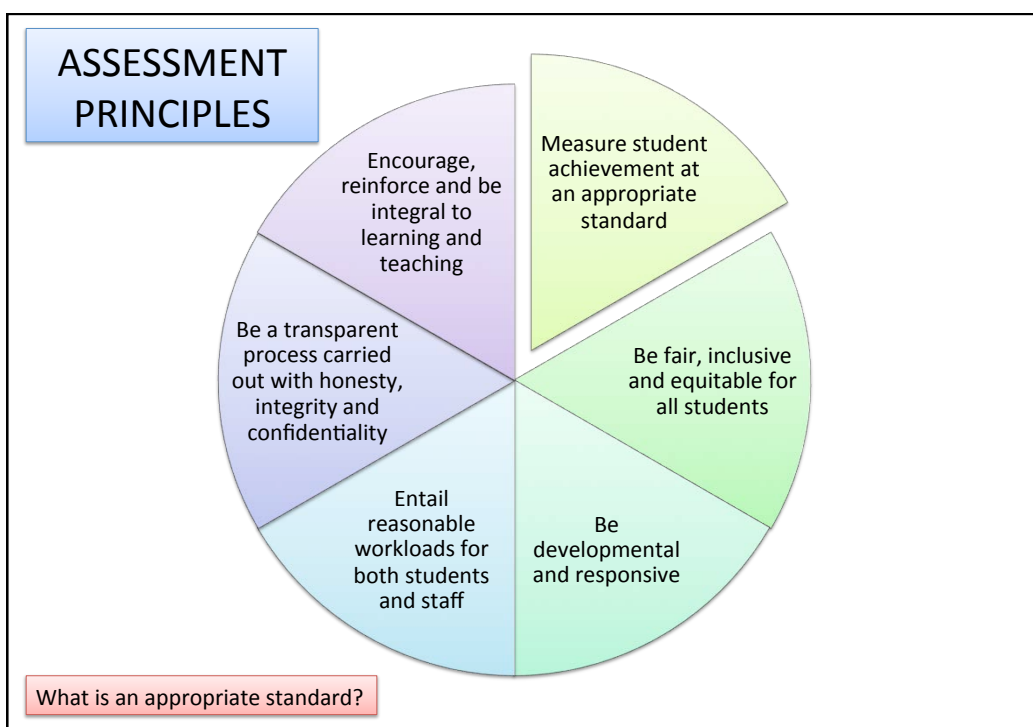 ASSESSMENT
PRINCIPLES
Measure student
achievement at
an appropriate
standard
Be fair, inclusive
and equitable for
all students
Be
developmental
and responsive
Entail
reasonable
workloads for
both students
and staff
Be a transparent
process carried
out with honesty,
integrity and
confidentiality
Encourage,
reinforce and be
integral to
learning and
teaching
What is an appropriate standard?